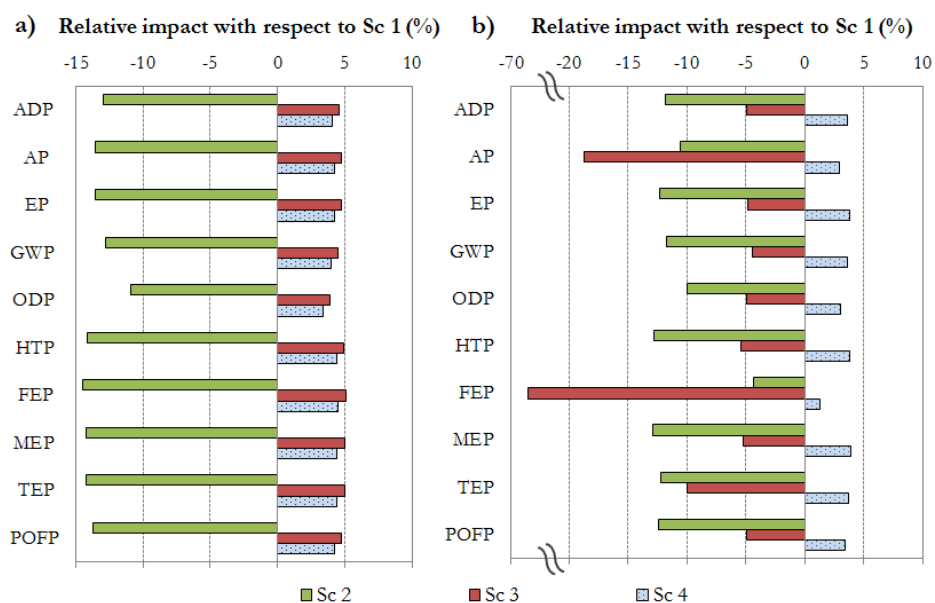 a) Relative impact with respect to Sc 1 (%)
-15 -10 -5 0 5 10
ADP
AP
EP
GWP
ODP
HTP
FEP
MEP
TEP
POFP
b) Relative impact with respect to Sc 1 (%)
-70 -20 -15 -10 -5 0 5 10
ADP
AP
EP
GWP
ODP
HTP
FEP
MEP
TEP
POFP
Sc 2 Sc 3 Sc 4